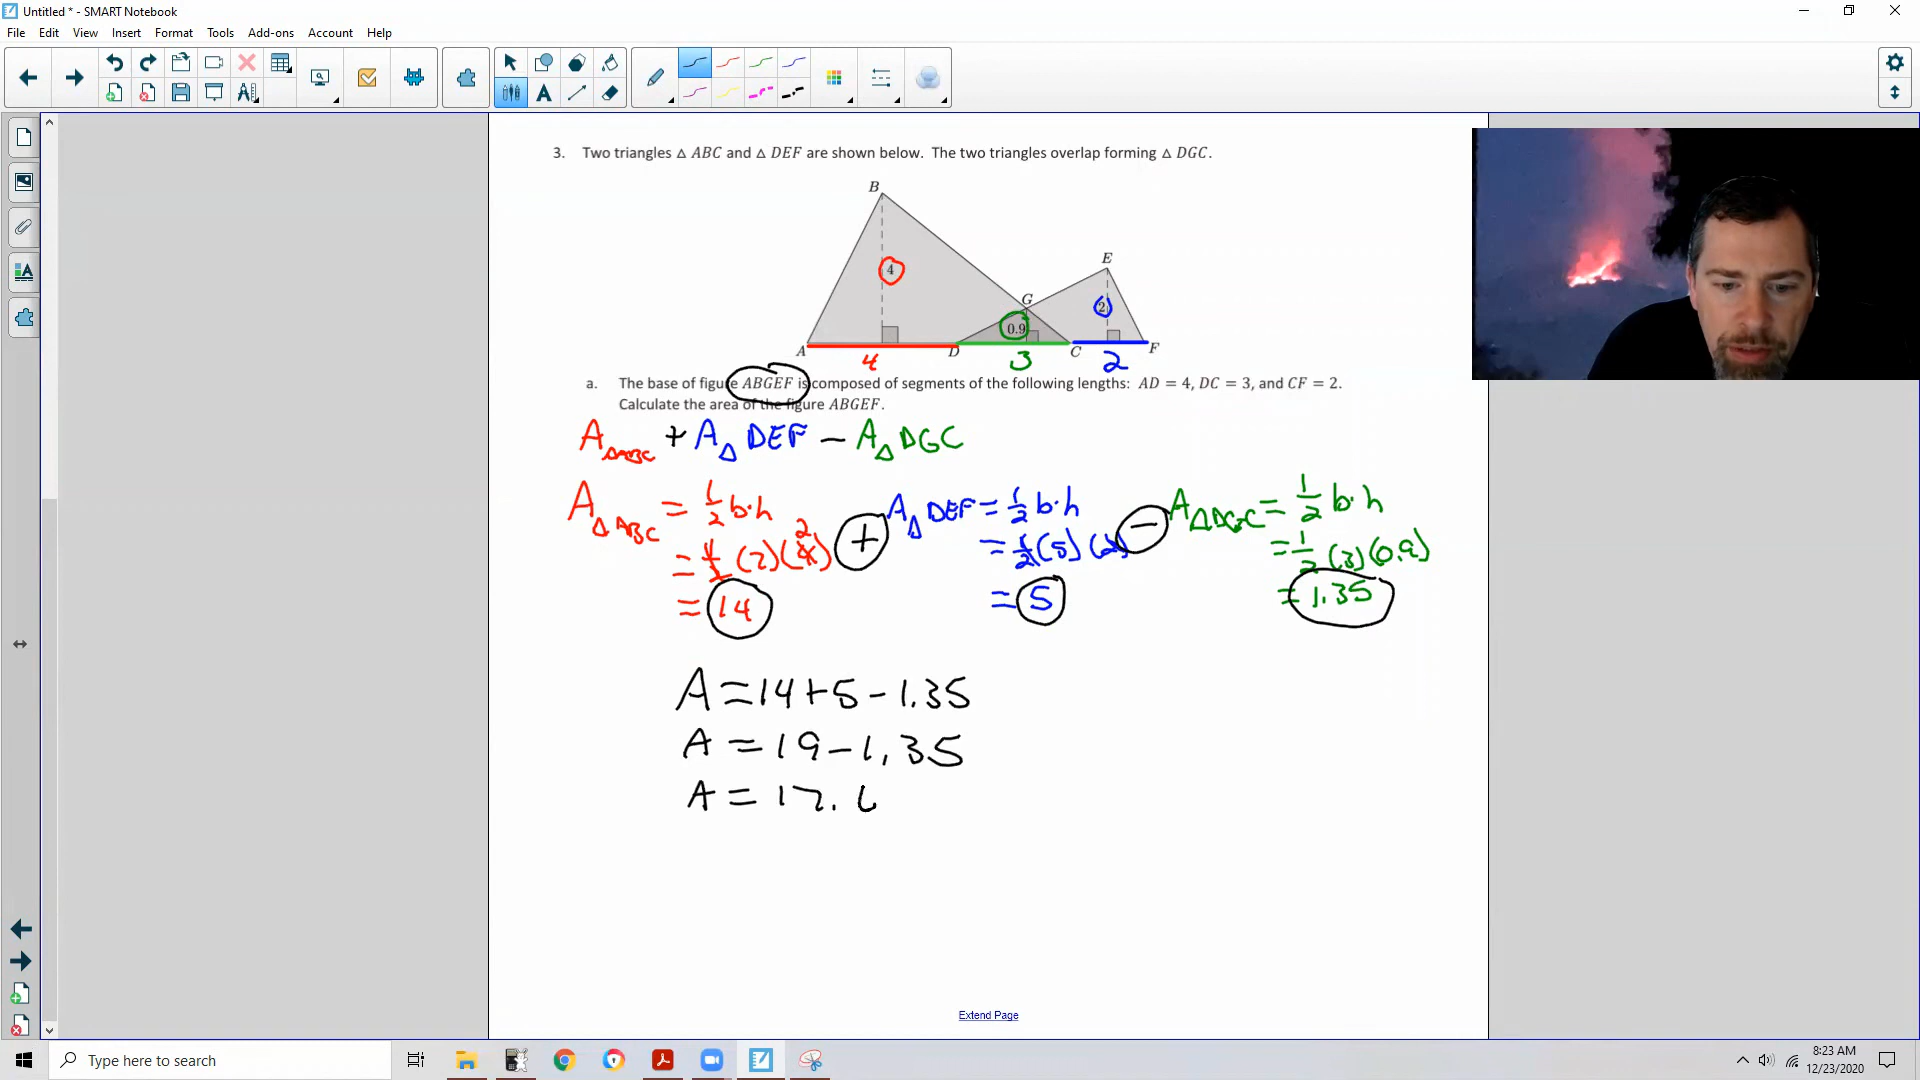 Untitled * - SMART Notebook
File Edit View Insert Format Tools Add-ons Account Help
3. Two triangles △ ABC and △ DEF are shown below. The two triangles overlap forming △ DGC.
B
E
4
G
2
0.9
A D C F
4 3 2
a. The base of figure ABGEF is composed of segments of the following lengths: AD = 4, DC = 3, and CF = 2.
Calculate the area of the figure ABGEF.
A△ABC + A△DEF − A△DGC
A△ABC = 1/2 b·h + A△DEF = 1/2 b·h − A△DGC = 1/2 b·h
= 1/2 (7)(4) 2 = 1/2 (5)(2) = 1/2 (3)(0.9)
= 14 = 5 = 1.35
A = 14 + 5 − 1.35
A = 19 − 1.35
A = 17.6
Extend Page
Type here to search
8:23 AM
12/23/2020